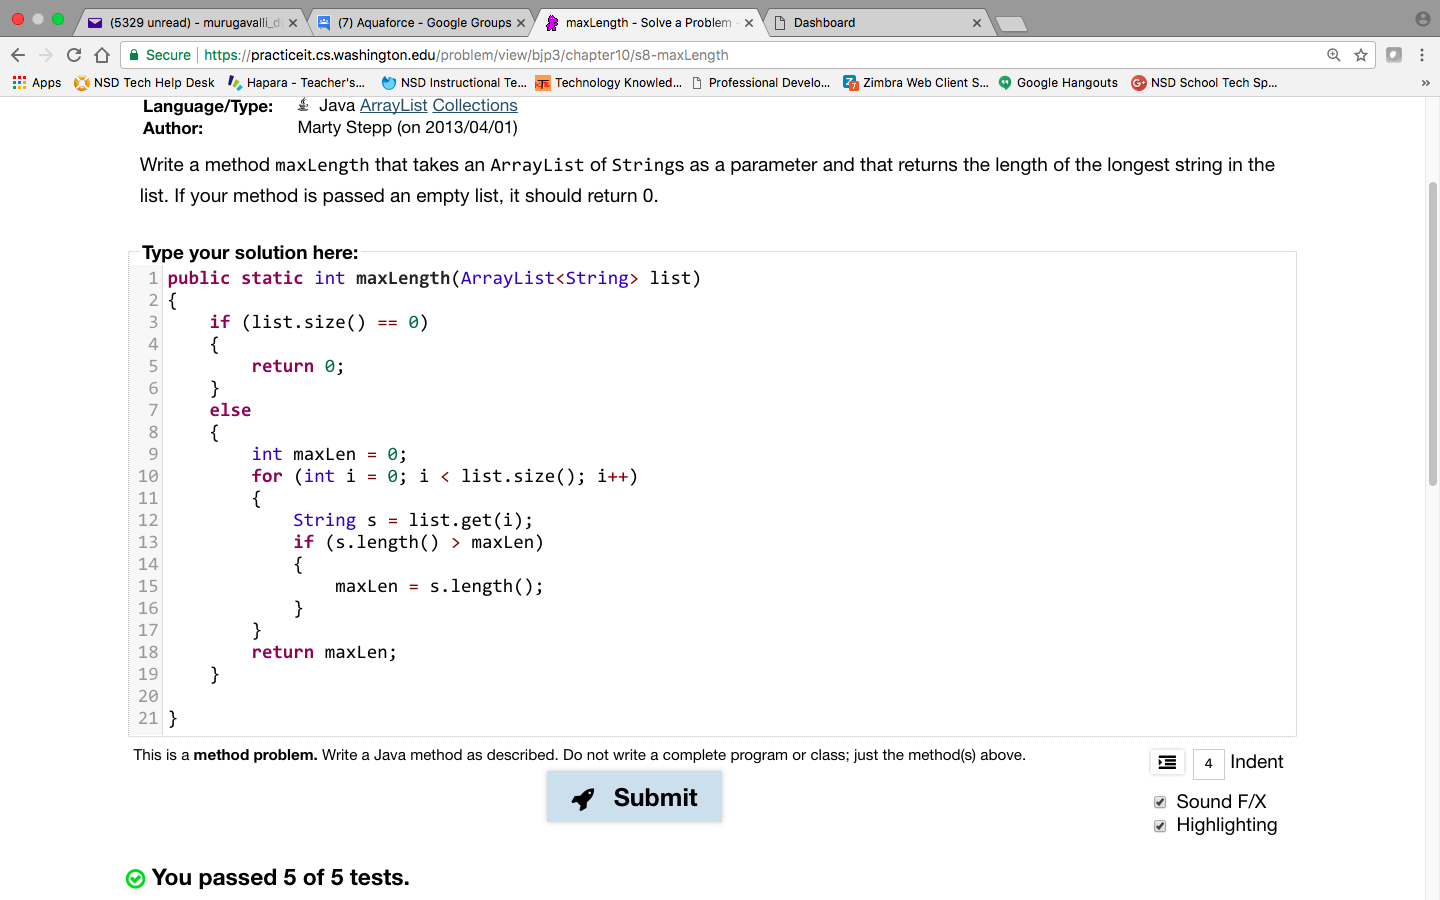 (5329 unread) - murugavalli_d
(7) Aquaforce - Google Groups
maxLength - Solve a Problem -
Dashboard
Secure https://practiceit.cs.washington.edu/problem/view/bjp3/chapter10/s8-maxLength
Apps NSD Tech Help Desk Hapara - Teacher's... NSD Instructional Te... Technology Knowled... Professional Develo... Zimbra Web Client S... Google Hangouts NSD School Tech Sp... »
Language/Type: Java ArrayList Collections
Author: Marty Stepp (on 2013/04/01)
Write a method maxLength that takes an ArrayList of Strings as a parameter and that returns the length of the longest string in the
list. If your method is passed an empty list, it should return 0.
Type your solution here:
1 public static int maxLength(ArrayList<String> list)
2 {
3     if (list.size() == 0)
4     {
5         return 0;
6     }
7     else
8     {
9         int maxLen = 0;
10         for (int i = 0; i < list.size(); i++)
11         {
12             String s = list.get(i);
13             if (s.length() > maxLen)
14             {
15                 maxLen = s.length();
16             }
17         }
18         return maxLen;
19     }
20
21 }
This is a method problem. Write a Java method as described. Do not write a complete program or class; just the method(s) above.
4 Indent
Submit
Sound F/X
Highlighting
You passed 5 of 5 tests.